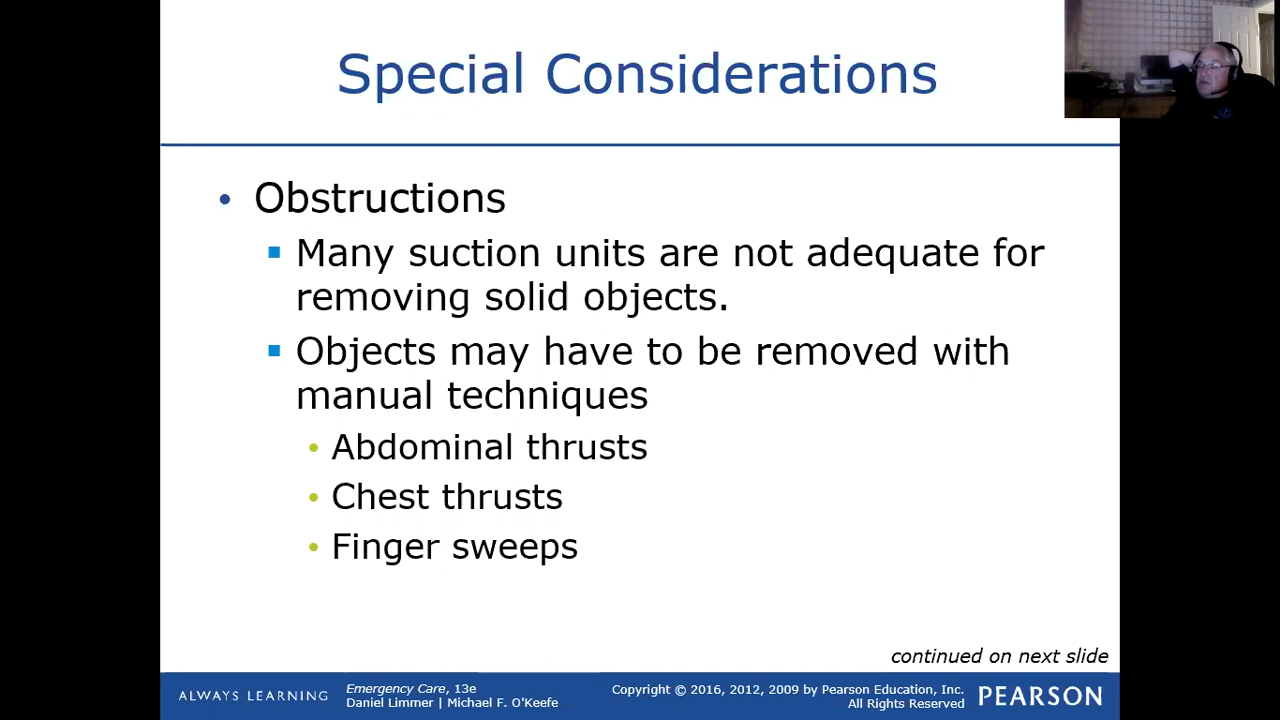 Special Considerations
• Obstructions
▪ Many suction units are not adequate for
removing solid objects.
▪ Objects may have to be removed with
manual techniques
• Abdominal thrusts
• Chest thrusts
• Finger sweeps
continued on next slide
ALWAYS LEARNING
Emergency Care, 13e
Daniel Limmer | Michael F. O'Keefe
Copyright © 2016, 2012, 2009 by Pearson Education, Inc.
All Rights Reserved
PEARSON